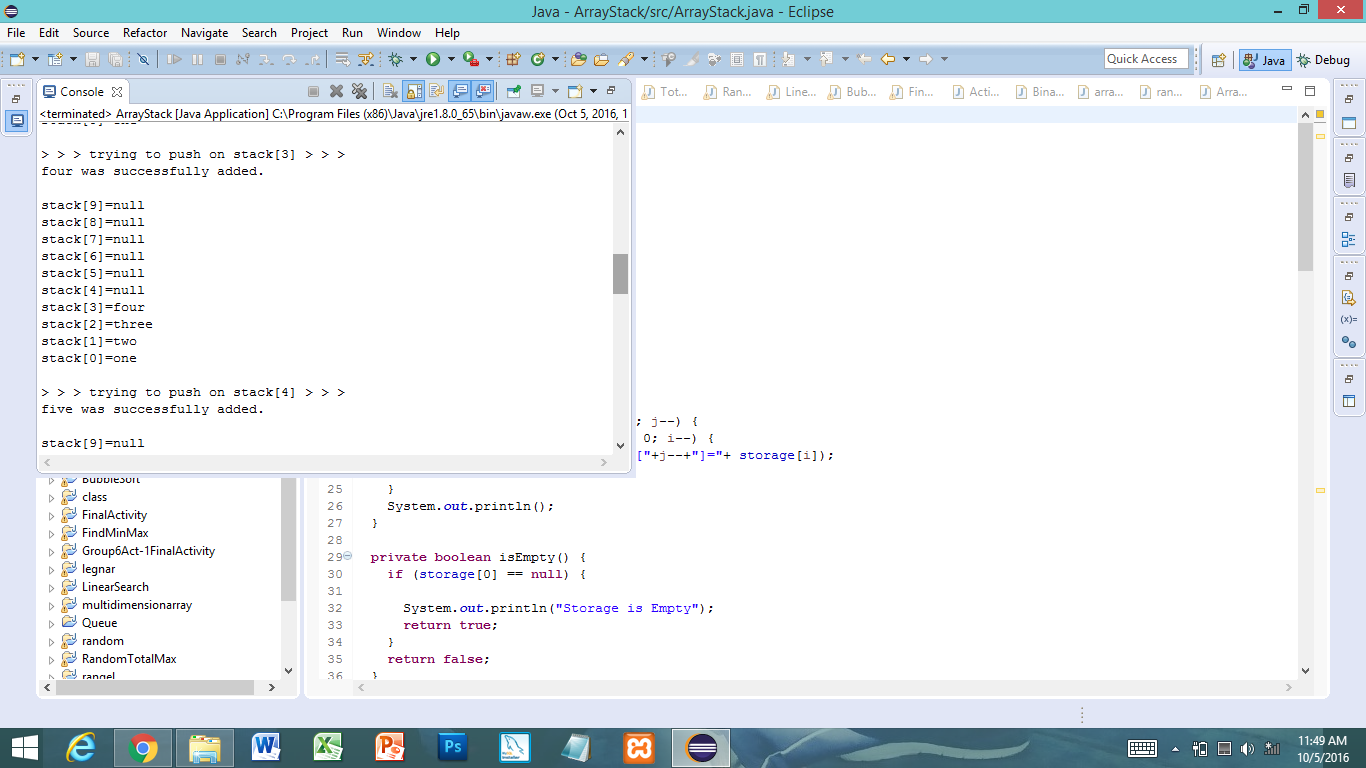 Java - ArrayStack/src/ArrayStack.java - Eclipse
File Edit Source Refactor Navigate Search Project Run Window Help
Quick Access
Java
Debug
Console
Tot...
Ran...
Line...
Bub...
Fin...
Acti...
Bina...
arra...
ran...
Arra...
<terminated> ArrayStack [Java Application] C:\Program Files (x86)\Java\jre1.8.0_65\bin\javaw.exe (Oct 5, 2016, 1
> > > trying to push on stack[3] > > >
four was successfully added.
stack[9]=null
stack[8]=null
stack[7]=null
stack[6]=null
stack[5]=null
stack[4]=null
stack[3]=four
stack[2]=three
stack[1]=two
stack[0]=one
> > > trying to push on stack[4] > > >
five was successfully added.
stack[9]=null
; j--) {
0; i--) {
["+j--+"]="+ storage[i]);
BubbleSort
class
FinalActivity
FindMinMax
Group6Act-1FinalActivity
legnar
LinearSearch
multidimensionarray
Queue
random
RandomTotalMax
rangel
25 }
26 System.out.println();
27 }
28
29 private boolean isEmpty() {
30 if (storage[0] == null) {
31
32 System.out.println("Storage is Empty");
33 return true;
34 }
35 return false;
36 }
(x)=
11:49 AM
10/5/2016